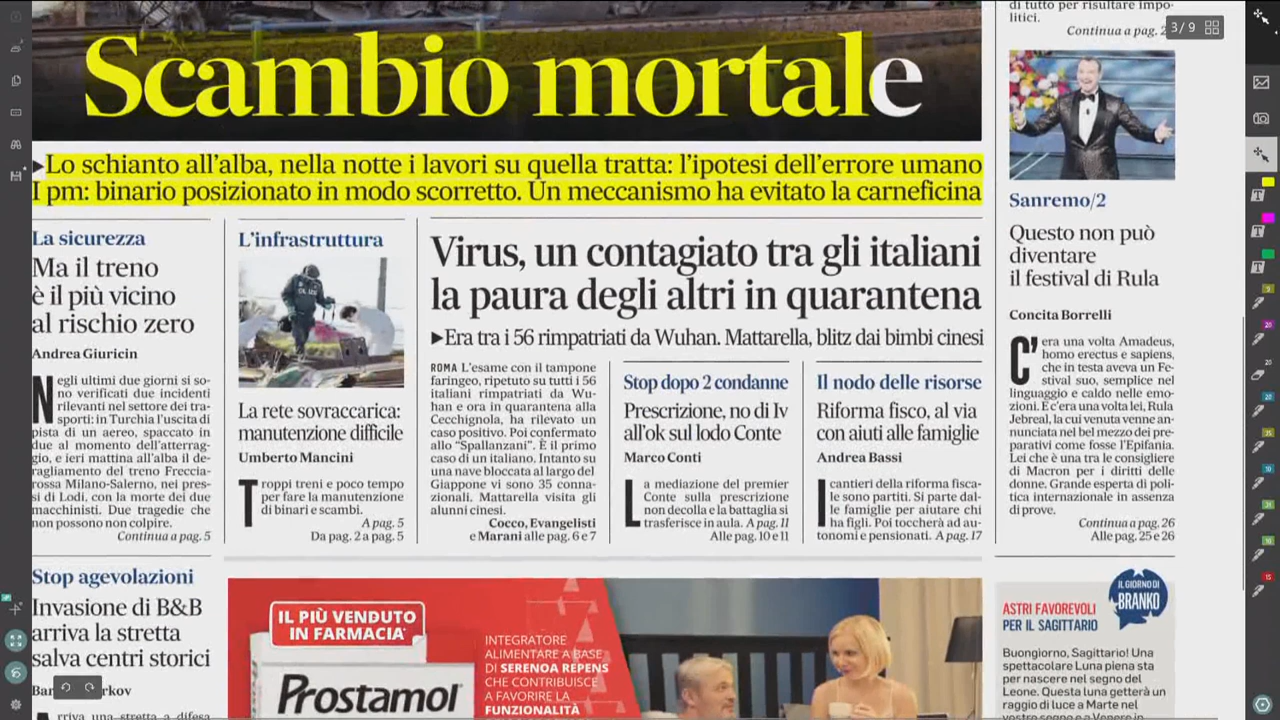 di tutto per risultare impo-
litici.
Continua a pag. 2
3 / 9
Scambio mortale
▸Lo schianto all'alba, nella notte i lavori su quella tratta: l'ipotesi dell'errore umano
I pm: binario posizionato in modo scorretto. Un meccanismo ha evitato la carneficina
La sicurezza
Ma il treno
è il più vicino
al rischio zero
Andrea Giuricin
Negli ultimi due giorni si so-
no verificati due incidenti
rilevanti nel settore dei tra-
sporti: in Turchia l'uscita di
pista di un aereo, spaccato in
due al momento dell'atterrag-
gio, e ieri mattina all'alba il de-
ragliamento del treno Freccia-
rossa Milano-Salerno, nei pres-
si di Lodi, con la morte dei due
macchinisti. Due tragedie che
non possono non colpire.
Continua a pag. 5
L'infrastruttura
La rete sovraccarica:
manutenzione difficile
Umberto Mancini
Troppi treni e poco tempo
per fare la manutenzione
di binari e scambi.
A pag. 5
Da pag. 2 a pag. 5
Virus, un contagiato tra gli italiani
la paura degli altri in quarantena
▸Era tra i 56 rimpatriati da Wuhan. Mattarella, blitz dai bimbi cinesi
ROMA L'esame con il tampone
faringeo, ripetuto su tutti i 56
italiani rimpatriati da Wu-
han e ora in quarantena alla
Cecchignola, ha rilevato un
caso positivo. Poi confermato
allo "Spallanzani". È il primo
caso di un italiano. Intanto su
una nave bloccata al largo del
Giappone vi sono 35 conna-
zionali. Mattarella visita gli
alunni cinesi.
Cocco, Evangelisti
e Marani alle pag. 6 e 7
Stop dopo 2 condanne
Prescrizione, no di Iv
all'ok sul lodo Conte
Marco Conti
La mediazione del premier
Conte sulla prescrizione
non decolla e la battaglia si
trasferisce in aula. A pag. 11
Alle pag. 10 e 11
Il nodo delle risorse
Riforma fisco, al via
con aiuti alle famiglie
Andrea Bassi
I cantieri della riforma fisca-
le sono partiti. Si parte dal-
le famiglie per aiutare chi
ha figli. Poi toccherà ad au-
tonomi e pensionati. A pag. 17
Sanremo/2
Questo non può
diventare
il festival di Rula
Concita Borrelli
C'era una volta Amadeus,
homo erectus e sapiens,
che in testa aveva un Fe-
stival suo, semplice nel
linguaggio e caldo nelle emo-
zioni. E c'era una volta lei, Rula
Jebreal, la cui venuta venne an-
nunciata nel bel mezzo dei pre-
parativi come fosse l'Epifania.
Lei che è una tra le consigliere
di Macron per i diritti delle
donne. Grande esperta di poli-
tica internazionale in assenza
di prove.
Continua a pag. 26
Alle pag. 25 e 26
Stop agevolazioni
Invasione di B&B
arriva la stretta
salva centri storici
IL PIÙ VENDUTO
IN FARMACIA
Prostamol
INTEGRATORE
ALIMENTARE A BASE
DI SERENOA REPENS
CHE CONTRIBUISCE
A FAVORIRE LA
FUNZIONALITÀ
IL GIORNO DI
BRANKO
ASTRI FAVOREVOLI
PER IL SAGITTARIO
Buongiorno, Sagittario! Una
spettacolare Luna piena sta
per nascere nel segno del
Leone. Questa luna getterà un
raggio di luce a Marte nel